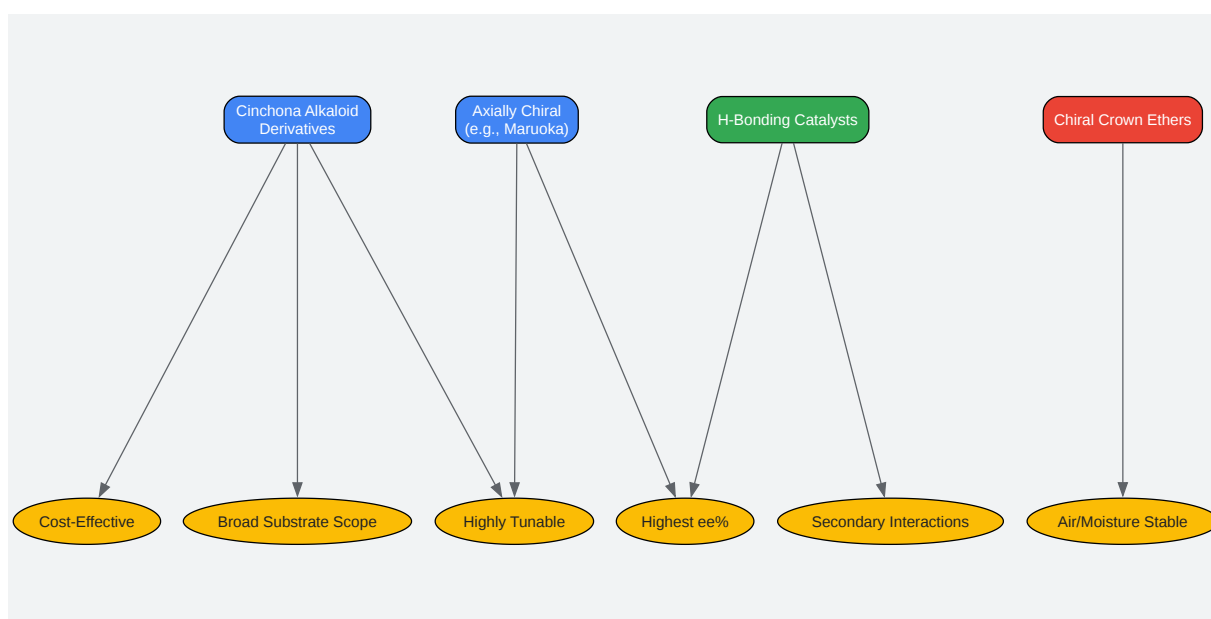 Cinchona Alkaloid
Derivatives
Axially Chiral
(e.g., Maruoka)
H-Bonding Catalysts
Chiral Crown Ethers
Cost-Effective
Broad Substrate Scope
Highly Tunable
Highest ee%
Secondary Interactions
Air/Moisture Stable